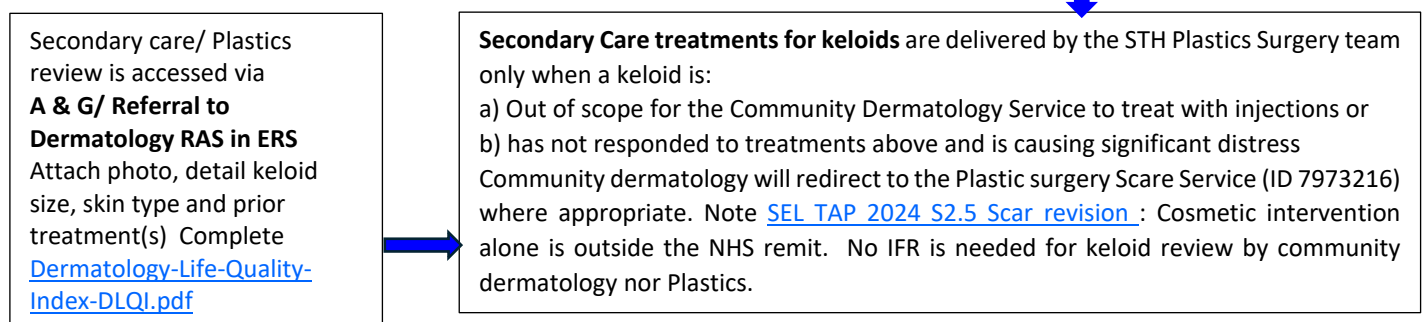 Secondary care/ Plastics
review is accessed via
A & G/ Referral to
Dermatology RAS in ERS
Attach photo, detail keloid
size, skin type and prior
treatment(s) Complete
Dermatology-Life-Quality-
Index-DLQI.pdf
Secondary Care treatments for keloids are delivered by the STH Plastics Surgery team
only when a keloid is:
a) Out of scope for the Community Dermatology Service to treat with injections or
b) has not responded to treatments above and is causing significant distress
Community dermatology will redirect to the Plastic surgery Scare Service (ID 7973216)
where appropriate. Note SEL TAP 2024 S2.5 Scar revision : Cosmetic intervention
alone is outside the NHS remit. No IFR is needed for keloid review by community
dermatology nor Plastics.